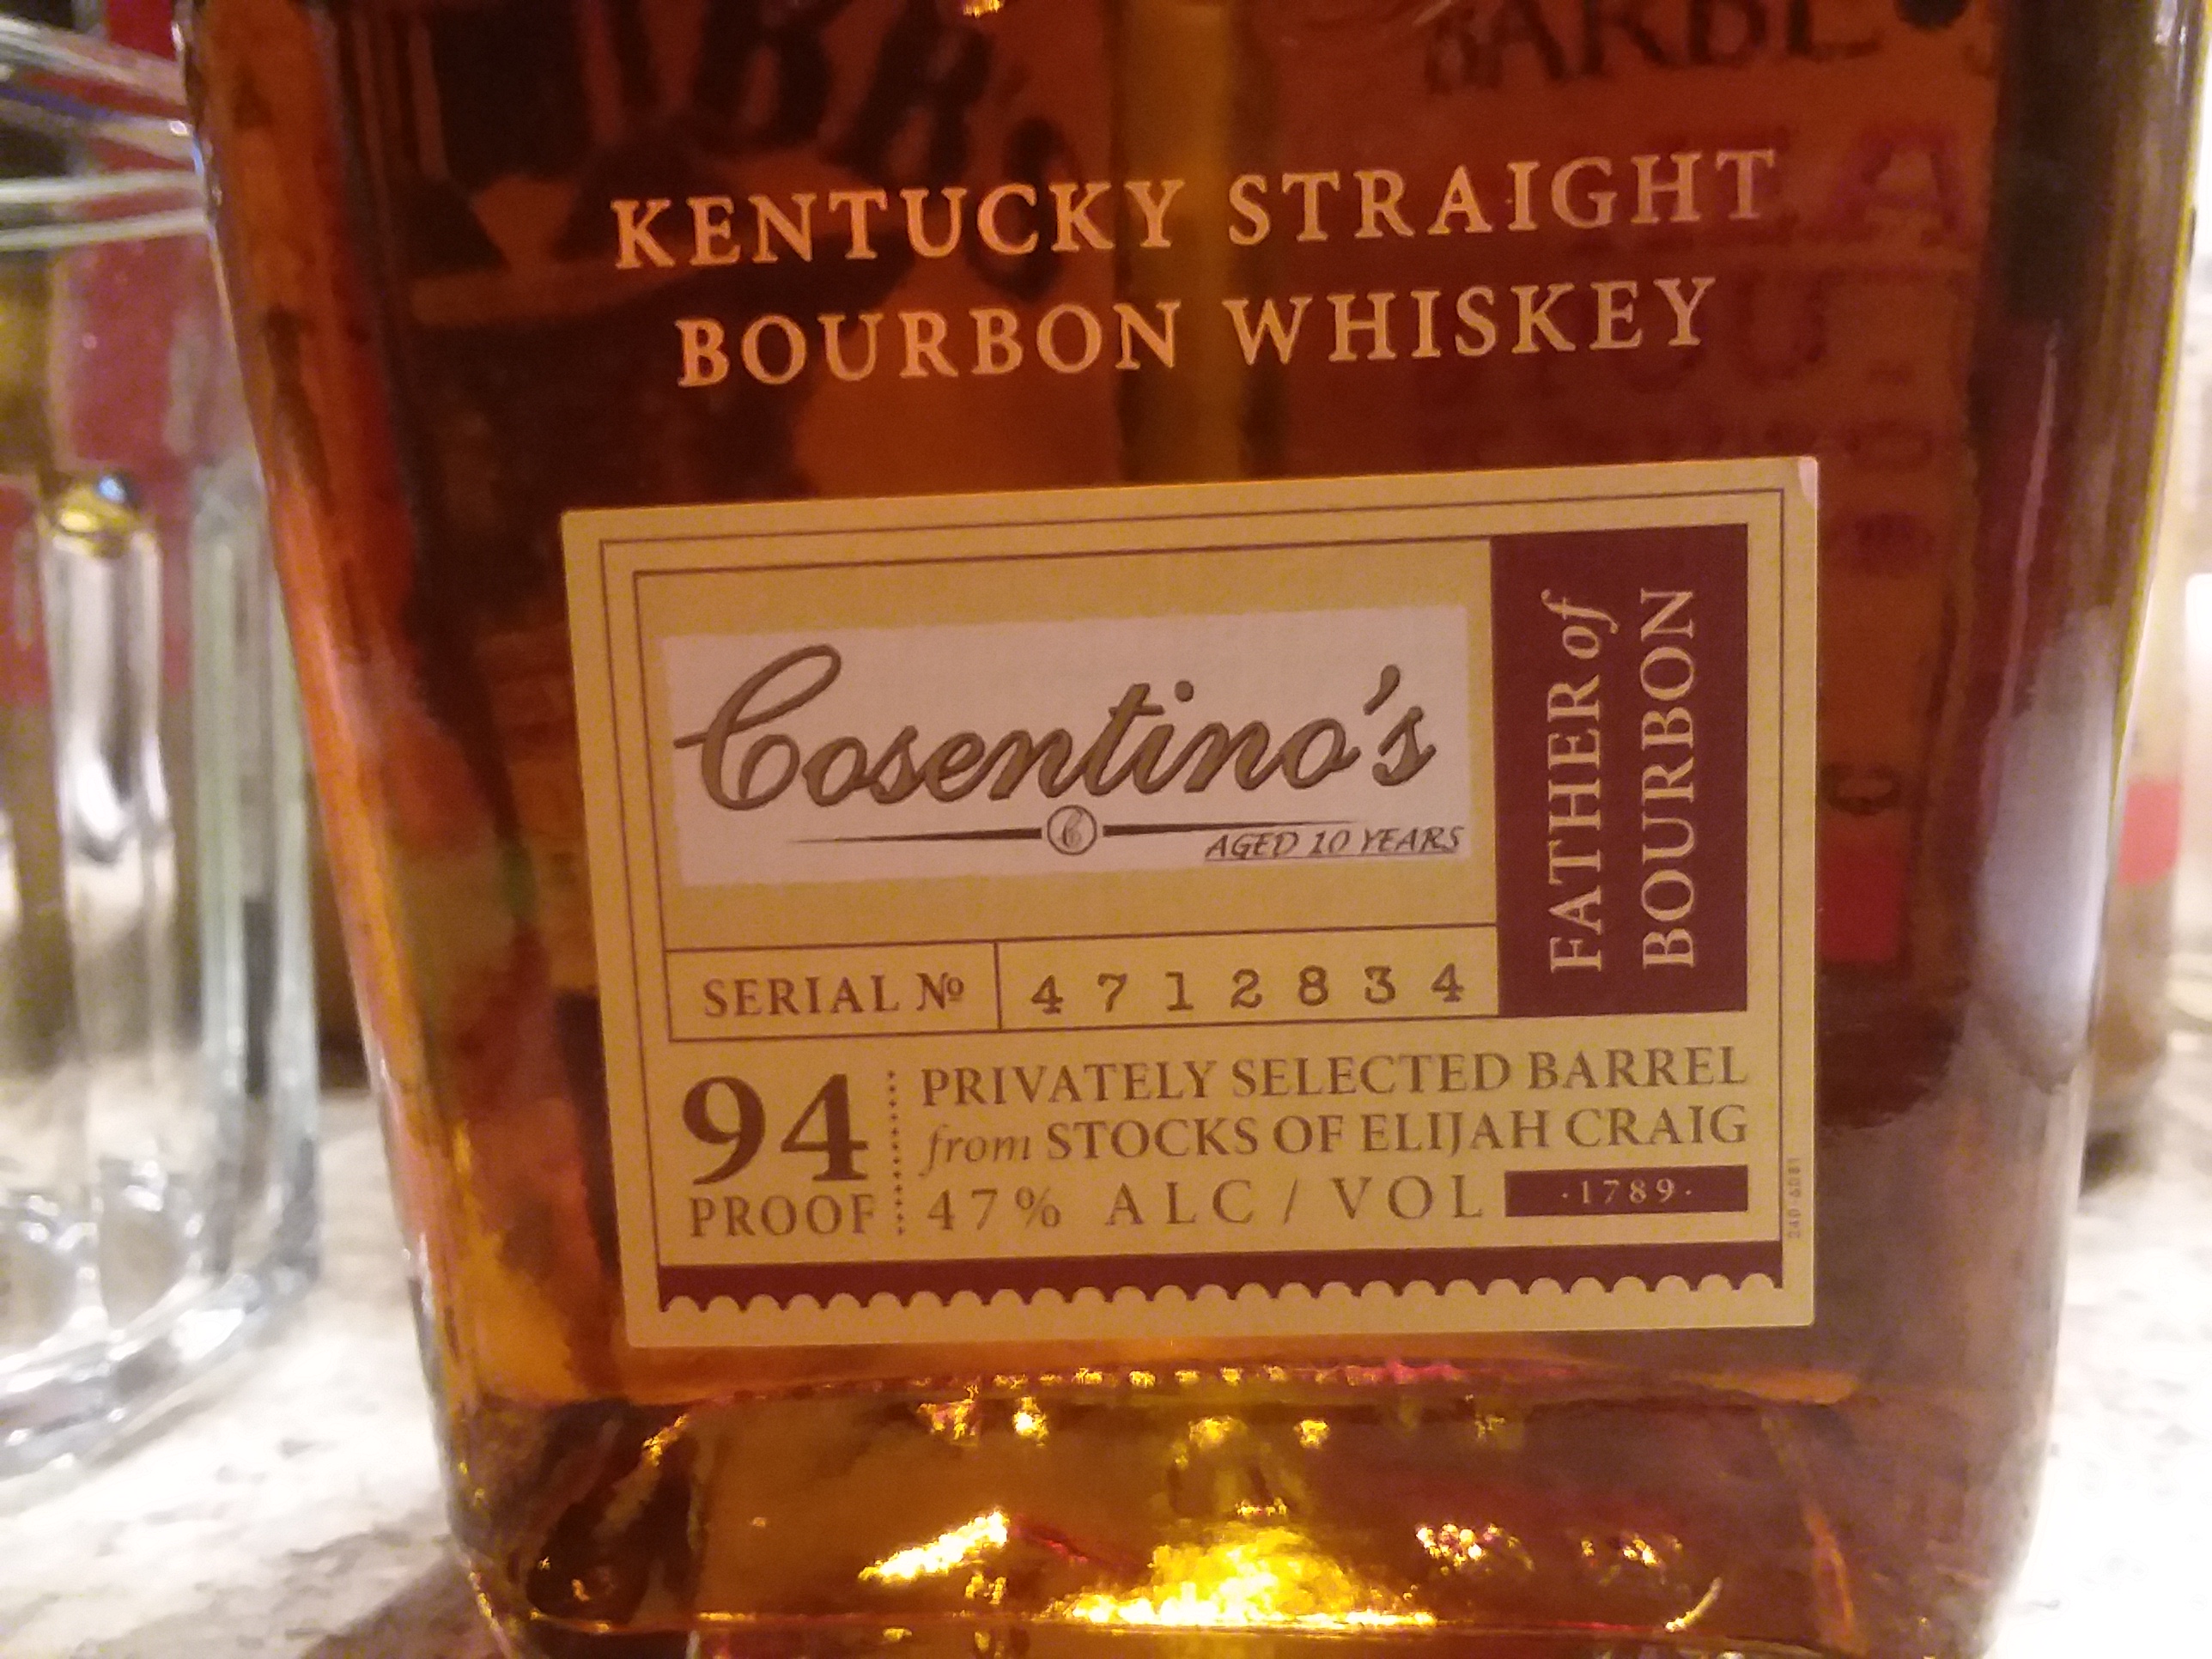 KENTUCKY STRAIGHT
BOURBON WHISKEY
Cosentino's
AGED 10 YEARS
FATHER of
BOURBON
SERIAL № 4712834
94
PROOF
PRIVATELY SELECTED BARREL
from STOCKS OF ELIJAH CRAIG
47% ALC/VOL ·1789·